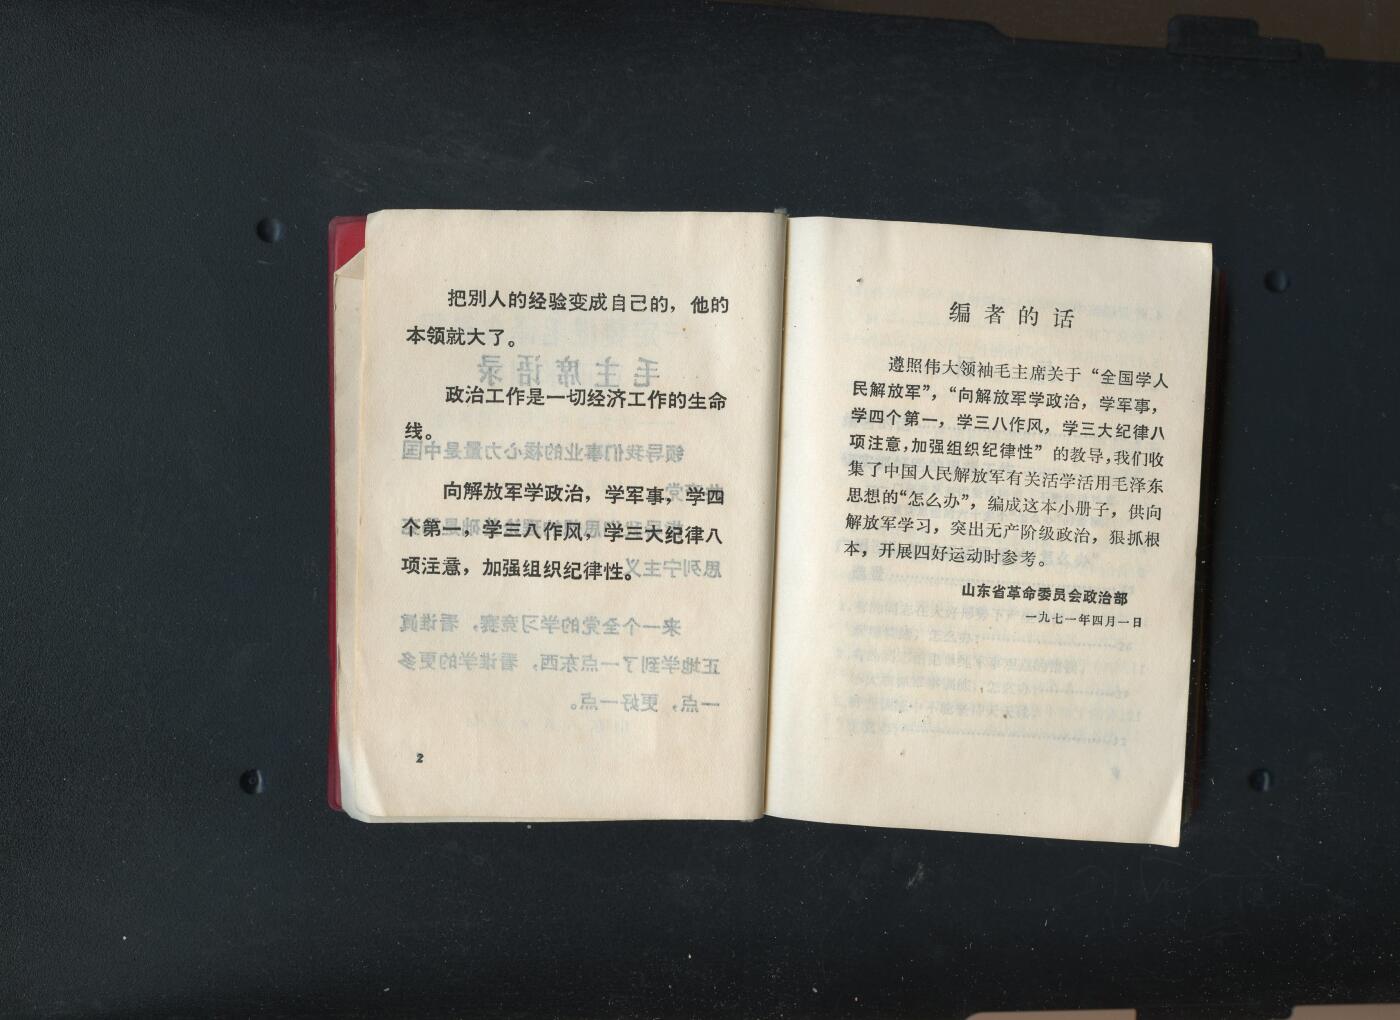 把別人的经验变成自己的，他的
本领就大了。
政治工作是一切经济工作的生命
线。
向解放军学政治，学军事，学四
个第一，学三八作风，学三大纪律八
项注意，加强组织纪律性。
2
编者的话
遵照伟大领袖毛主席关于“全国学人
民解放军”，“向解放军学政治，学军事，
学四个第一，学三八作风，学三大纪律八
项注意，加强组织纪律性”的教导，我们收
集了中国人民解放军有关活学活用毛泽东
思想的“怎么办”，编成这本小册子，供向
解放军学习，突出无产阶级政治，狠抓根
本，开展四好运动时参考。
山东省革命委员会政治部
一九七一年四月一日